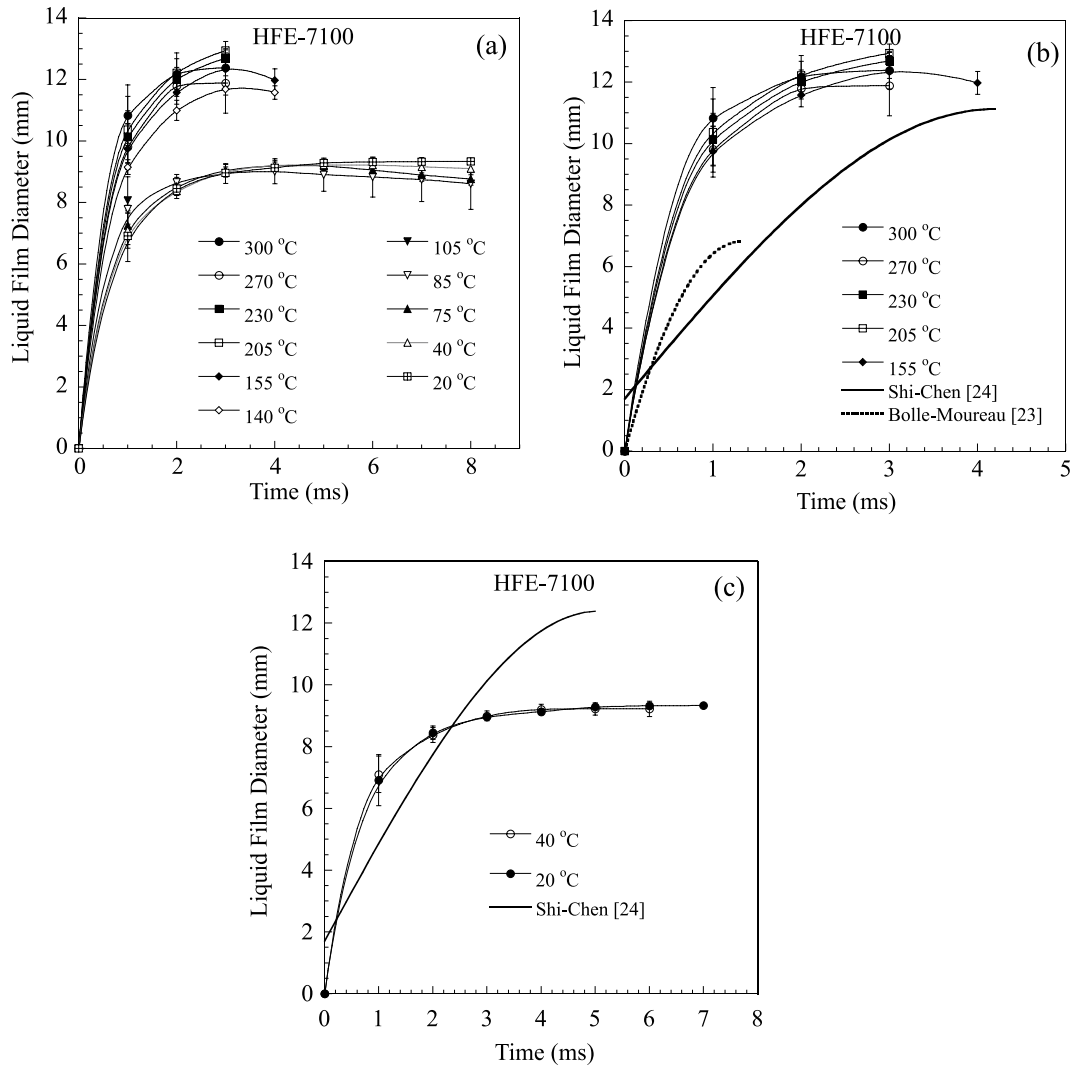 HFE-7100
(a)
Liquid Film Diameter (mm)
14
12
10
8
6
4
2
0
300 °C
270 °C
230 °C
205 °C
155 °C
140 °C
105 °C
85 °C
75 °C
40 °C
20 °C
0 2 4 6 8
Time (ms)
HFE-7100
(b)
Liquid Film Diameter (mm)
14
12
10
8
6
4
2
0
300 °C
270 °C
230 °C
205 °C
155 °C
Shi-Chen [24]
Bolle-Moureau [23]
0 1 2 3 4 5
Time (ms)
HFE-7100
(c)
Liquid Film Diameter (mm)
14
12
10
8
6
4
2
0
40 °C
20 °C
Shi-Chen [24]
0 1 2 3 4 5 6 7 8
Time (ms)